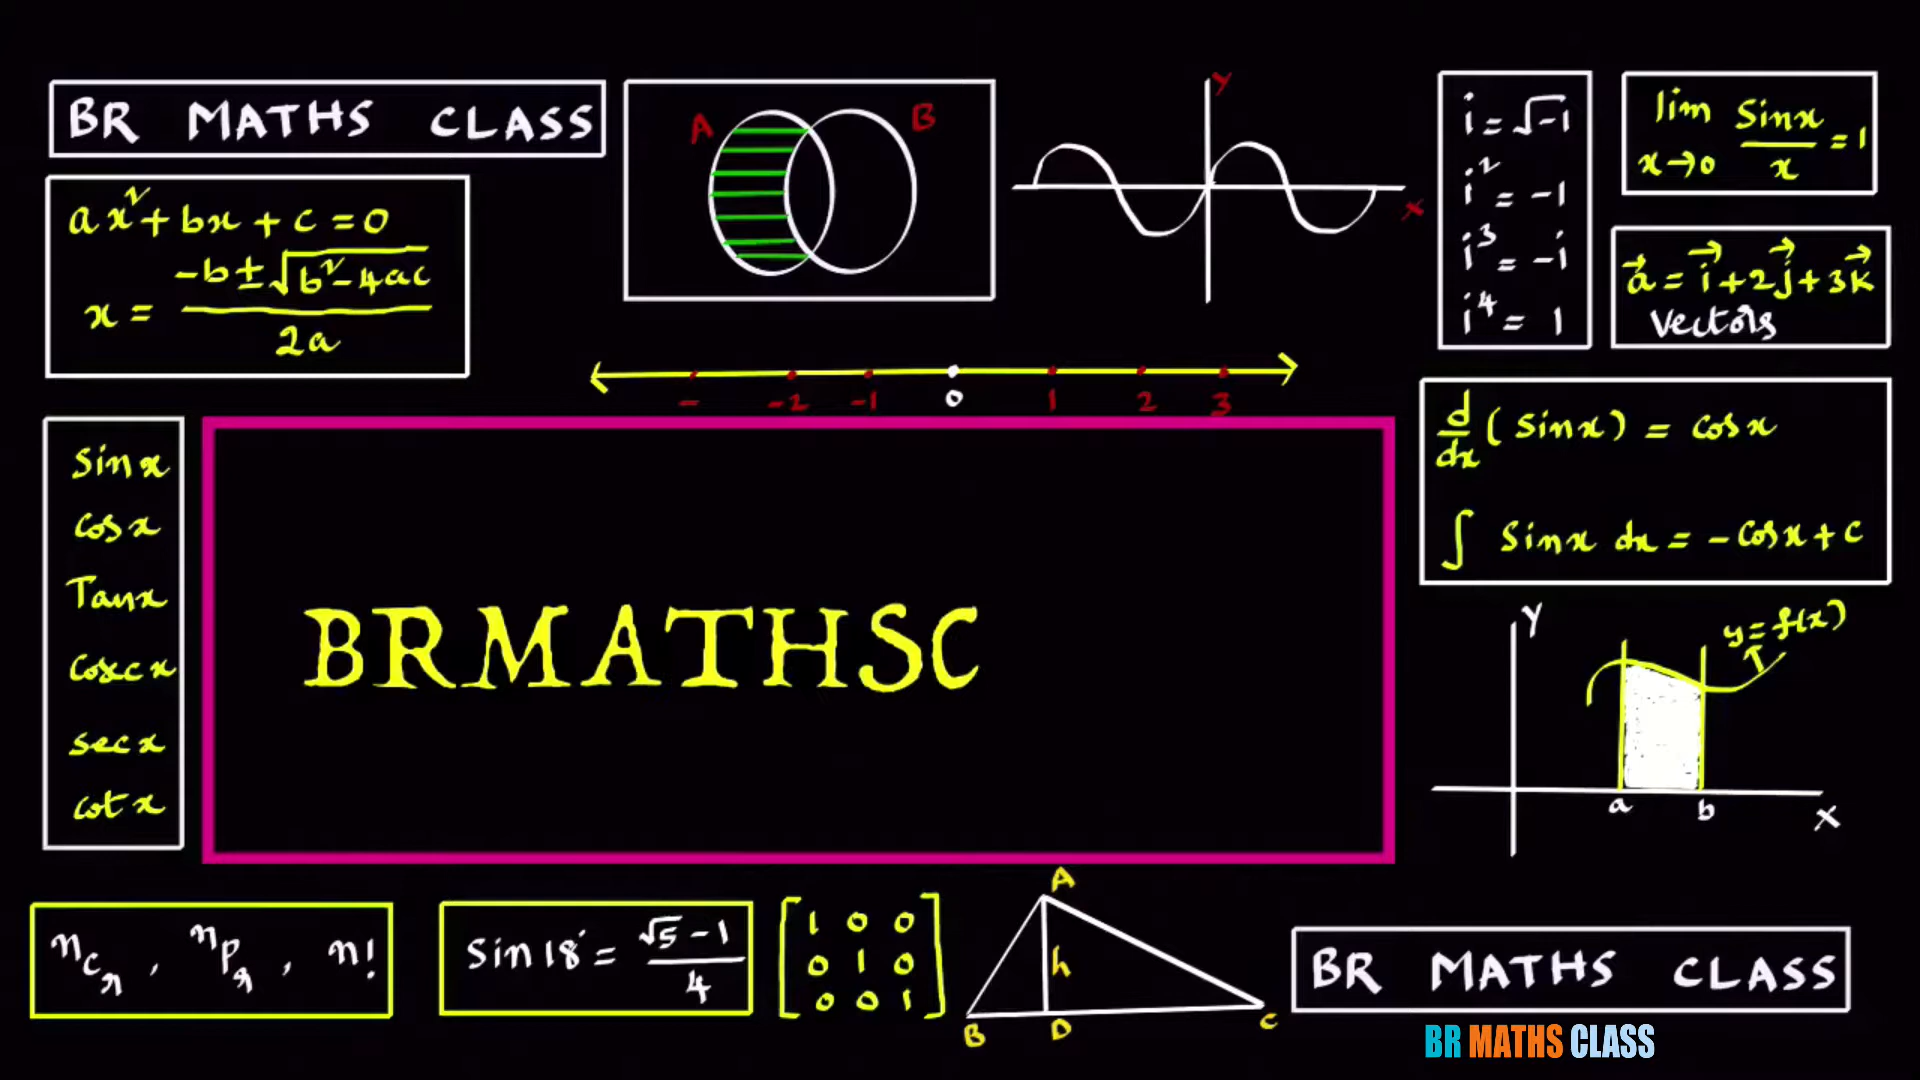 BR MATHS CLASS
ax²+bx+c=0
x = (-b±√(b²-4ac))/2a
A B
Y
X
i=√-1
i²=-1
i³=-i
i⁴=1
lim x→0 Sinx/x =1
a⃗=i⃗+2j⃗+3k⃗
Vectors
- -2 -1 0 1 2 3
Sinx
Cosx
Tanx
Cosecx
secx
cotx
BRMATHSC
d/dx (Sinx) = Cosx
∫ Sinx dx = -Cosx+c
Y
y=f(x)
a b
X
ⁿCᵣ, ⁿPᵣ, n!
Sin18° = (√5-1)/4
1 0 0
0 1 0
0 0 1
A
h
B D C
BR MATHS CLASS
BR MATHS CLASS